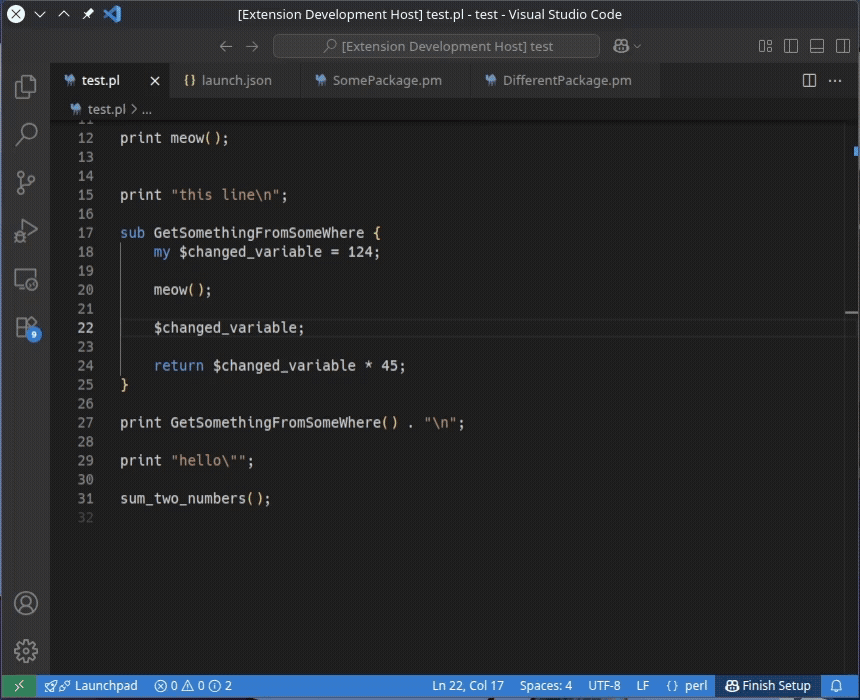 [Extension Development Host] test.pl - test - Visual Studio Code
[Extension Development Host] test
test.pl
{} launch.json
SomePackage.pm
DifferentPackage.pm
test.pl > ...
11
12 print meow();
13
14
15 print "this line\n";
16
17 sub GetSomethingFromSomeWhere {
18 my $changed_variable = 124;
19
20 meow();
21
22 $changed_variable;
23
24 return $changed_variable * 45;
25 }
26
27 print GetSomethingFromSomeWhere() . "\n";
28
29 print "hello\"";
30
31 sum_two_numbers();
32
9
Launchpad 0 0 2 Ln 22, Col 17 Spaces: 4 UTF-8 LF {} perl Finish Setup